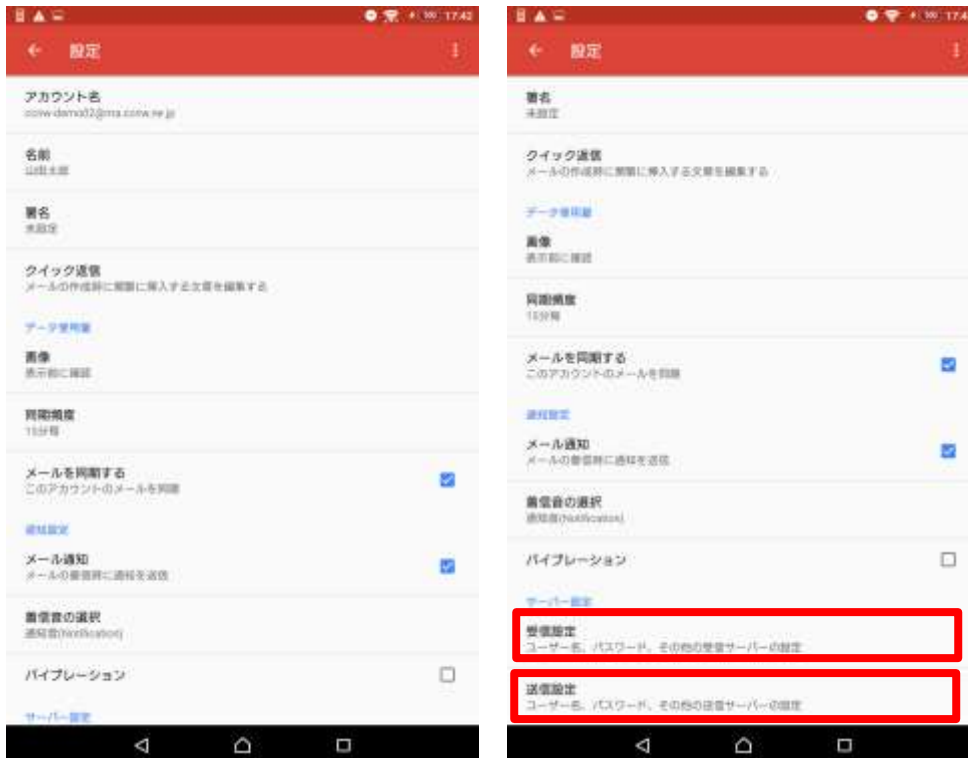 17:42
設定
アカウント名
名前
山田太郎
署名
未設定
クイック返信
メールの作成時に頻繁に挿入する文章を編集する
データ使用量
画像
表示前に確認
同期頻度
15分毎
メールを同期する
このアカウントのメールを同期
通知設定
メール通知
メールの着信時に通知を送信
着信音の選択
通知音(Notification)
バイブレーション
サーバー設定
17:4
設定
署名
未設定
クイック返信
メールの作成時に頻繁に挿入する文章を編集する
データ使用量
画像
表示前に確認
同期頻度
15分毎
メールを同期する
このアカウントのメールを同期
通知設定
メール通知
メールの着信時に通知を送信
着信音の選択
通知音(Notification)
バイブレーション
サーバー設定
受信設定
ユーザー名、パスワード、その他の受信サーバーの設定
送信設定
ユーザー名、パスワード、その他の送信サーバーの設定